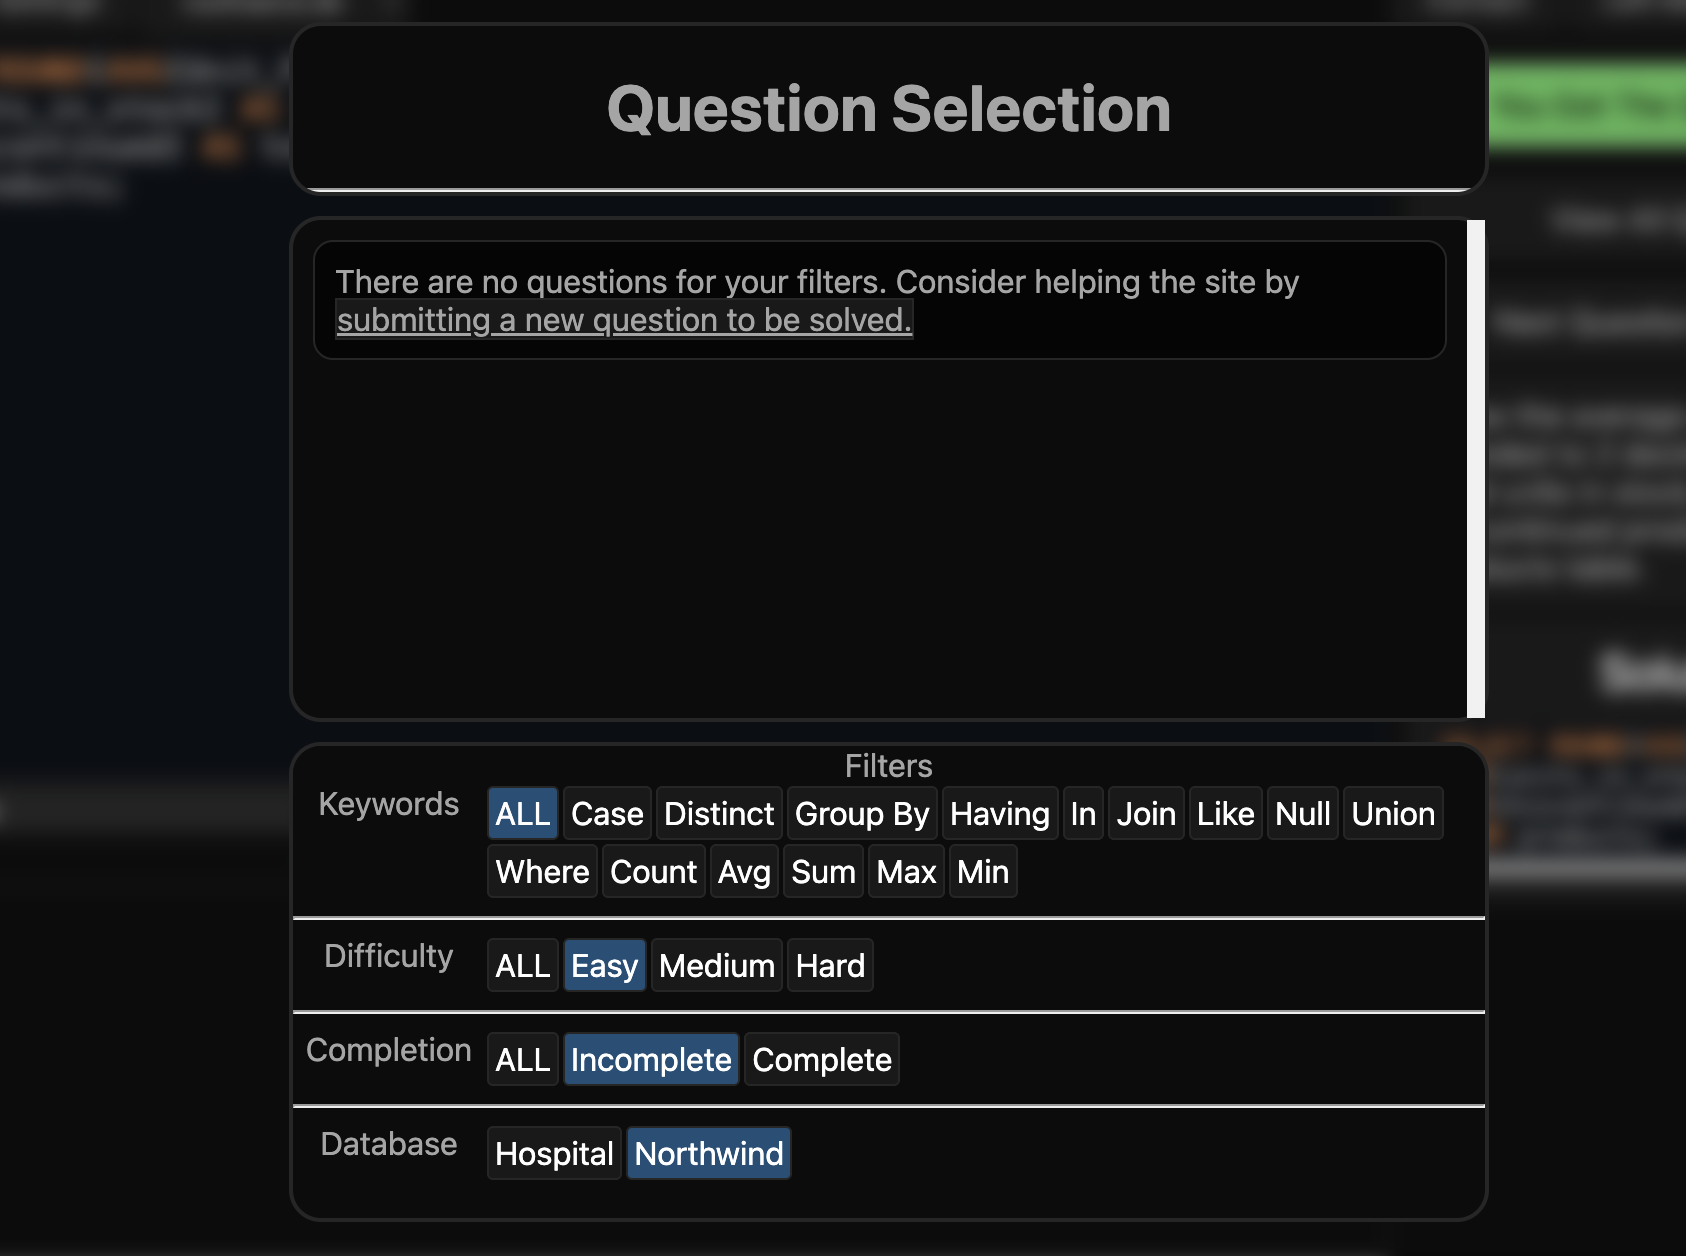 Question Selection
There are no questions for your filters. Consider helping the site by
submitting a new question to be solved.
Filters
Keywords ALL Case Distinct Group By Having In Join Like Null Union
Where Count Avg Sum Max Min
Difficulty ALL Easy Medium Hard
Completion ALL Incomplete Complete
Database Hospital Northwind